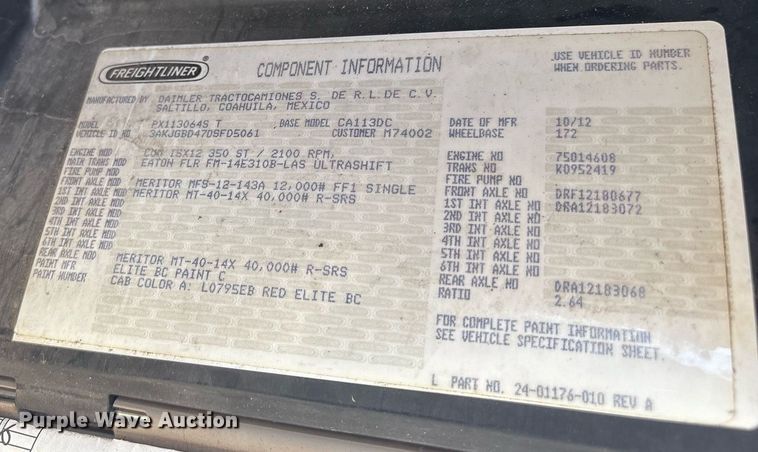 FREIGHTLINER
COMPONENT INFORMATION
USE VEHICLE ID NUMBER
WHEN ORDERING PARTS.
MANUFACTURED BY DAIMLER TRACTOCAMIONES S. DE R.L. DE C.V.
SALTILLO, COAHUILA, MEXICO
MODEL PX113064S T BASE MODEL CA113DC
VEHICLE ID NO 3AKJGBD47DSFD5061 CUSTOMER M74002
DATE OF MFR 10/12
WHEELBASE 172
ENGINE MOD CUM ISX12 350 ST / 2100 RPM,
MAIN TRANS MOD EATON FLR FM-14E310B-LAS ULTRASHIFT
FIRE PUMP MOD
FRONT AXLE MOD MERITOR MFS-12-143A 12,000# FF1 SINGLE
1ST INT AXLE MOD MERITOR MT-40-14X 40,000# R-SRS
2ND INT AXLE MOD
3RD INT AXLE MOD
4TH INT AXLE MOD
5TH INT AXLE MOD
6TH INT AXLE MOD
REAR AXLE MOD MERITOR MT-40-14X 40,000# R-SRS
PAINT MFR ELITE BC PAINT C
PAINT NUMBER CAB COLOR A: L0795EB RED ELITE BC
ENGINE NO 75014608
TRANS NO K0952419
FIRE PUMP NO
FRONT AXLE NO DRF12180677
1ST INT AXLE NO DRA12183072
2ND INT AXLE NO
3RD INT AXLE NO
4TH INT AXLE NO
5TH INT AXLE NO
6TH INT AXLE NO
REAR AXLE NO DRA12183068
RATIO 2.64
FOR COMPLETE PAINT INFORMATION
SEE VEHICLE SPECIFICATION SHEET.
L PART NO. 24-01176-010 REV A
Purple Wave Auction